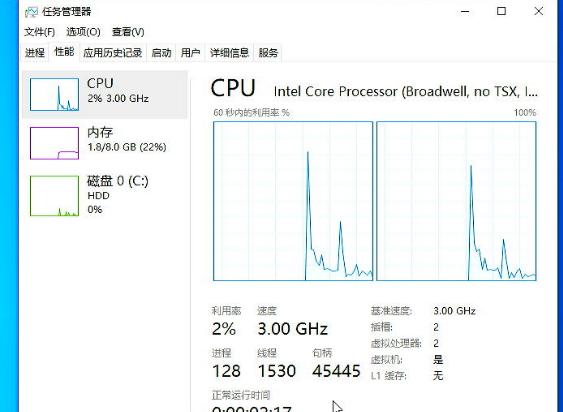 任务管理器
文件(F) 选项(O) 查看(V)
进程 性能 应用历史记录 启动 用户 详细信息 服务
CPU
2% 3.00 GHz
内存
1.8/8.0 GB (22%)
磁盘 0 (C:)
HDD
0%
CPU Intel Core Processor (Broadwell, no TSX, I...
60 秒内的利用率 % 100%
利用率 速度 基准速度: 3.00 GHz
2% 3.00 GHz 插槽: 2
虚拟处理器: 2
进程 线程 句柄 虚拟机: 是
128 1530 45445 L1 缓存: 无
正常运行时间
0:00:02:17